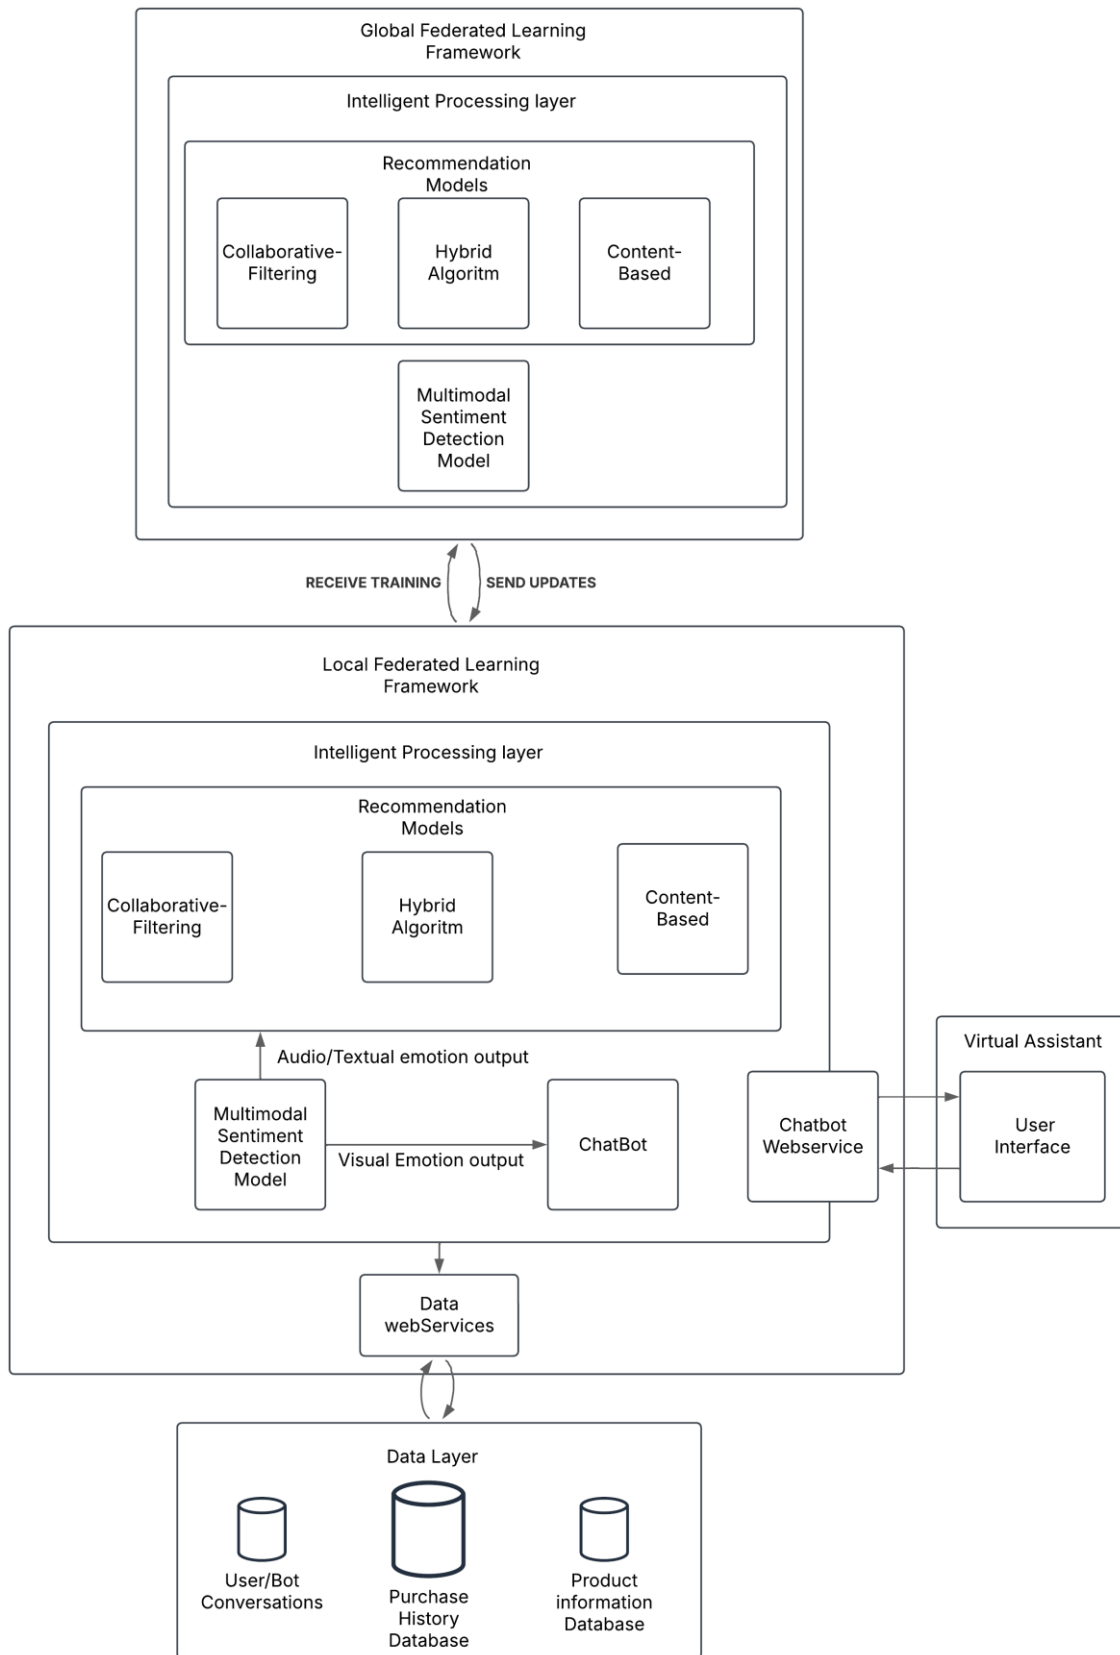 Global Federated Learning
Framework
Intelligent Processing layer
Recommendation
Models
Collaborative-
Filtering
Hybrid
Algoritm
Content-
Based
Multimodal
Sentiment
Detection
Model
RECEIVE TRAINING
SEND UPDATES
Local Federated Learning
Framework
Intelligent Processing layer
Recommendation
Models
Collaborative-
Filtering
Hybrid
Algoritm
Content-
Based
Audio/Textual emotion output
Multimodal
Sentiment
Detection
Model
Visual Emotion output
ChatBot
Chatbot
Webservice
Virtual Assistant
User
Interface
Data
webServices
Data Layer
User/Bot
Conversations
Purchase
History
Database
Product
information
Database